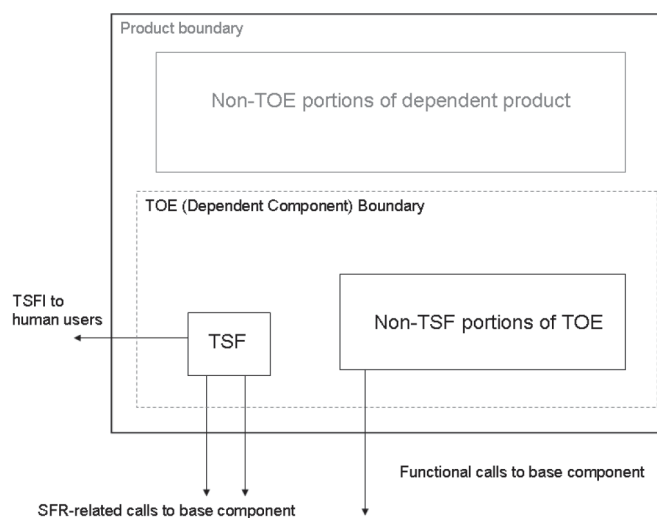 Product boundary
Non-TOE portions of dependent product
TOE (Dependent Component) Boundary
TSFI to
human users
TSF
Non-TSF portions of TOE
Functional calls to base component
SFR-related calls to base component